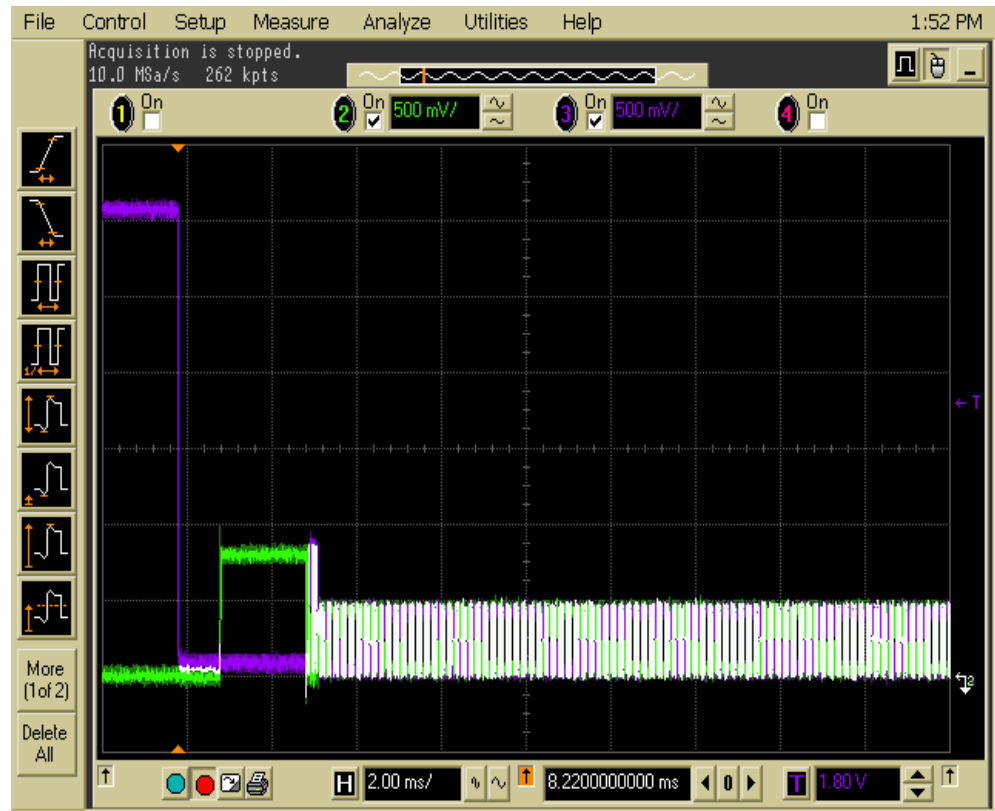 File Control Setup Measure Analyze Utilities Help 1:52 PM
Acquisition is stopped.
10.0 MSa/s 262 kpts
1 On 2 On 500 mV/ 3 On 500 mV/ 4 On
T
1/
2
More
(1of 2)
Delete
All
H 2.00 ms/ 8.2200000000 ms 0 T 1.80 V